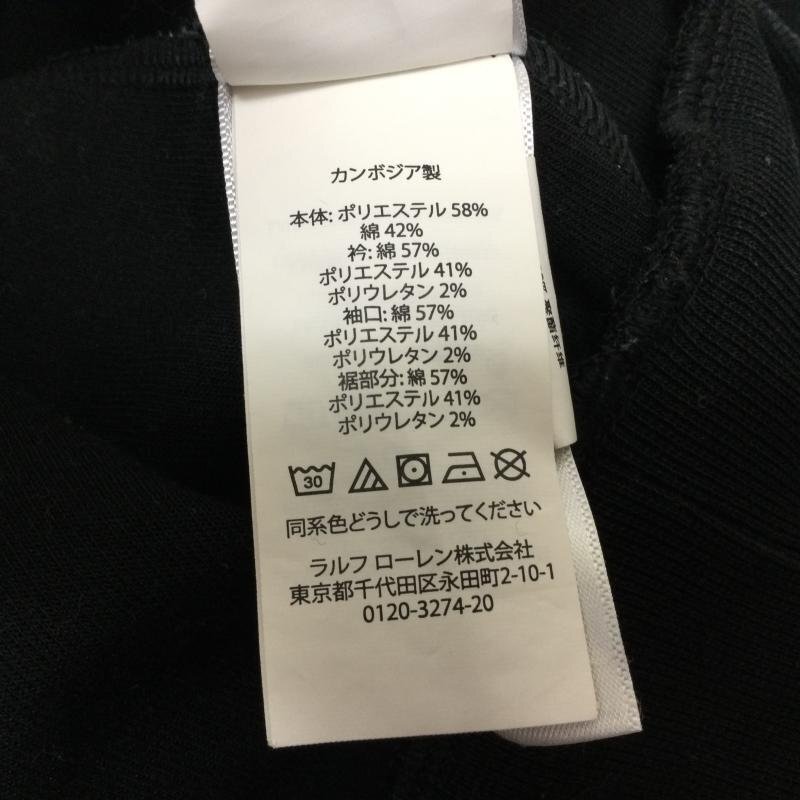 カンボジア製
本体: ポリエステル 58%
綿 42%
衿: 綿 57%
ポリエステル 41%
ポリウレタン 2%
袖口: 綿 57%
ポリエステル 41%
ポリウレタン 2%
裾部分: 綿 57%
ポリエステル 41%
ポリウレタン 2%
30
同系色どうしで洗ってください
ラルフ ローレン株式会社
東京都千代田区永田町2-10-1
0120-3274-20